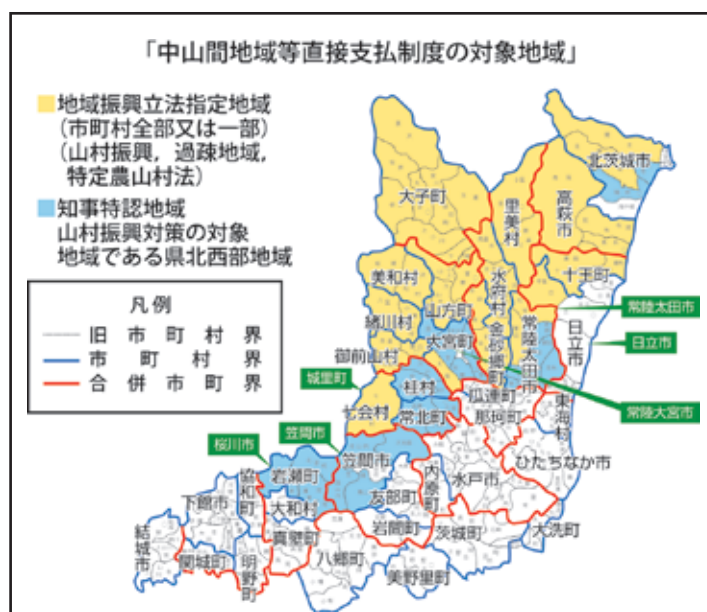 「中山間地域等直接支払制度の対象地域」
地域振興立法指定地域
(市町村全部又は一部)
(山村振興，過疎地域，
特定農山村法)
知事特認地域
山村振興対策の対象
地域である県北西部地域
凡例
旧市町村界
市町村界
合併市町界
北茨城市
大子町
里美村
高萩市
十王町
美和村
水府村
山方町
緒川村
金砂郷町
常陸太田市
常陸太田市
大宮町
日立市
日立市
御前山村
城里町
桂村
瓜連町
那珂町
東海村
七会村
常北町
常陸大宮市
笠間市
桜川市
笠間市
ひたちなか市
岩瀬町
内原町
水戸市
協和町
友部町
下館市
大和村
岩間町
茨城町
大洗町
結城市
真壁町
関城町
明野町
八郷町
美野里町